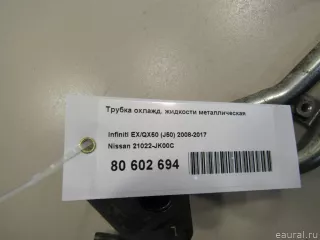 Трубка охлажд. жидкости металлическая
Infiniti EX/QX50 (J50) 2008-2017
Nissan 21022-JK00C
80 602 694
eaural.ru©